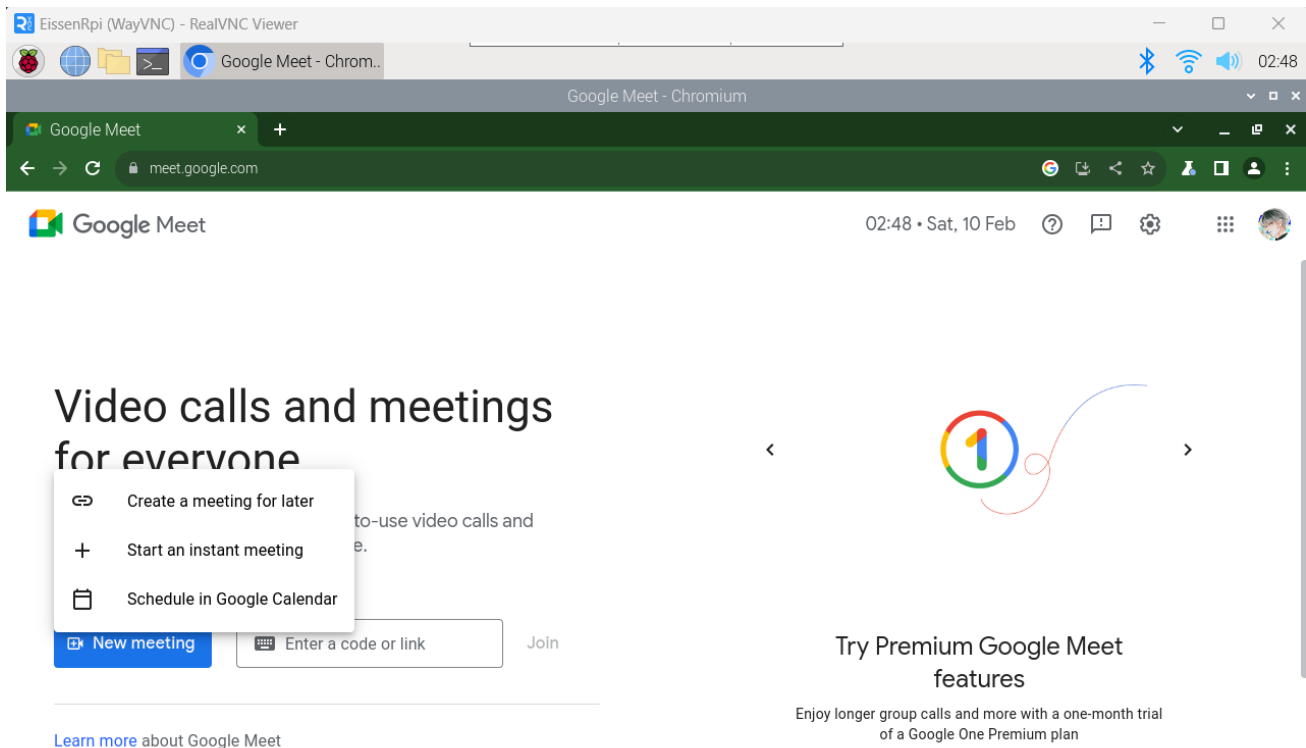 EissenRpi (WayVNC) - RealVNC Viewer
Google Meet - Chrom..
02:48
Google Meet - Chromium
Google Meet
meet.google.com
Google Meet
02:48 • Sat, 10 Feb
Video calls and meetings
for everyone
Create a meeting for later
to-use video calls and
Start an instant meeting
e.
Schedule in Google Calendar
New meeting
Enter a code or link
Join
Learn more about Google Meet
Try Premium Google Meet
features
Enjoy longer group calls and more with a one-month trial
of a Google One Premium plan